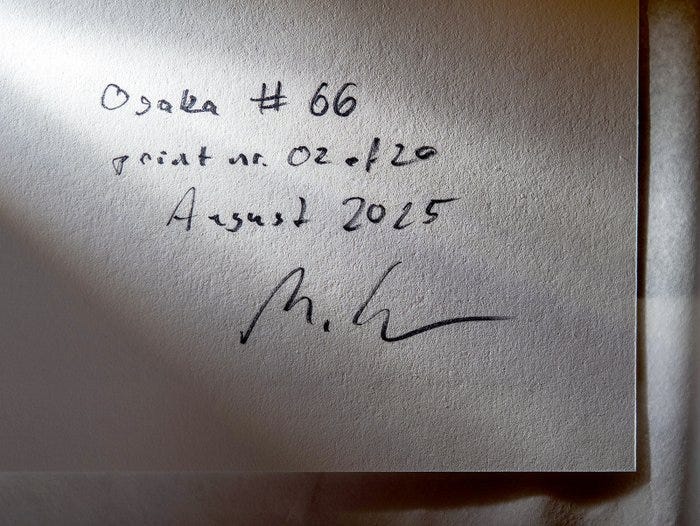 Osaka # 66
print nr. 02 of 20
August 2025